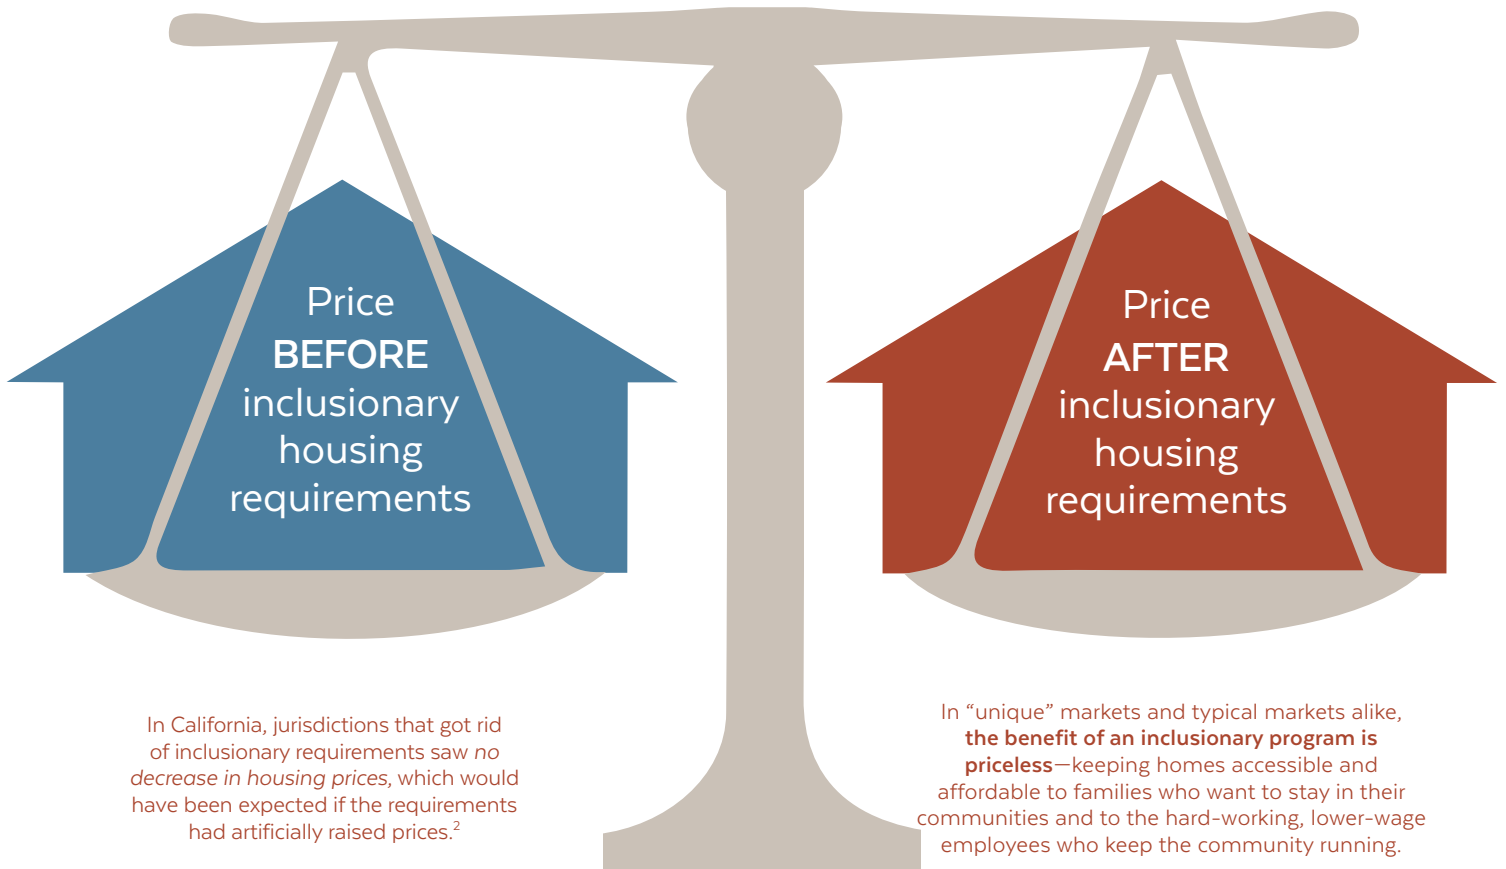 Price
BEFORE
inclusionary
housing
requirements
Price
AFTER
inclusionary
housing
requirements
In California, jurisdictions that got rid
of inclusionary requirements saw no
decrease in housing prices, which would
have been expected if the requirements
had artificially raised prices.2
In “unique” markets and typical markets alike,
the benefit of an inclusionary program is
priceless—keeping homes accessible and
affordable to families who want to stay in their
communities and to the hard-working, lower-wage
employees who keep the community running.